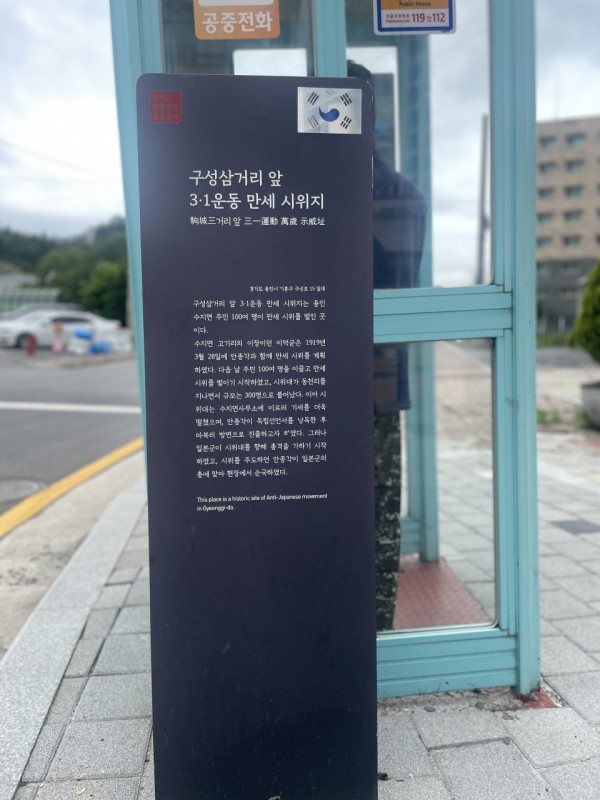 공중전화
Public Phone
119 112
구성삼거리 앞
3·1운동 만세 시위지
駒城三거리 앞 三一運動 萬歲 示威址
경기도 용인시 기흥구 구성로 15 일대
구성삼거리 앞 3·1운동 만세 시위지는 용인
수지면 주민 100여 명이 만세 시위를 벌인 곳
이다.
수지면 고기리의 이장이던 이덕균은 1919년
3월 28일에 안종각과 함께 만세 시위를 계획
하였다. 다음 날 주민 100여 명을 이끌고 만세
시위를 벌이기 시작하였고, 시위대가 동천리를
지나면서 규모는 300명으로 불어났다. 이어 시
위대는 수지면사무소에 이르러 기세를 더욱
떨쳤으며, 안종각이 독립선언서를 낭독한 후
마북리 방면으로 진출하고자 하였다. 그러나
일본군이 시위대를 향해 총격을 가하기 시작
하였고, 시위를 주도하던 안종각이 일본군의
총에 맞아 현장에서 순국하였다.
This place is a historic site of Anti-Japanese movement
in Gyeonggi-do.